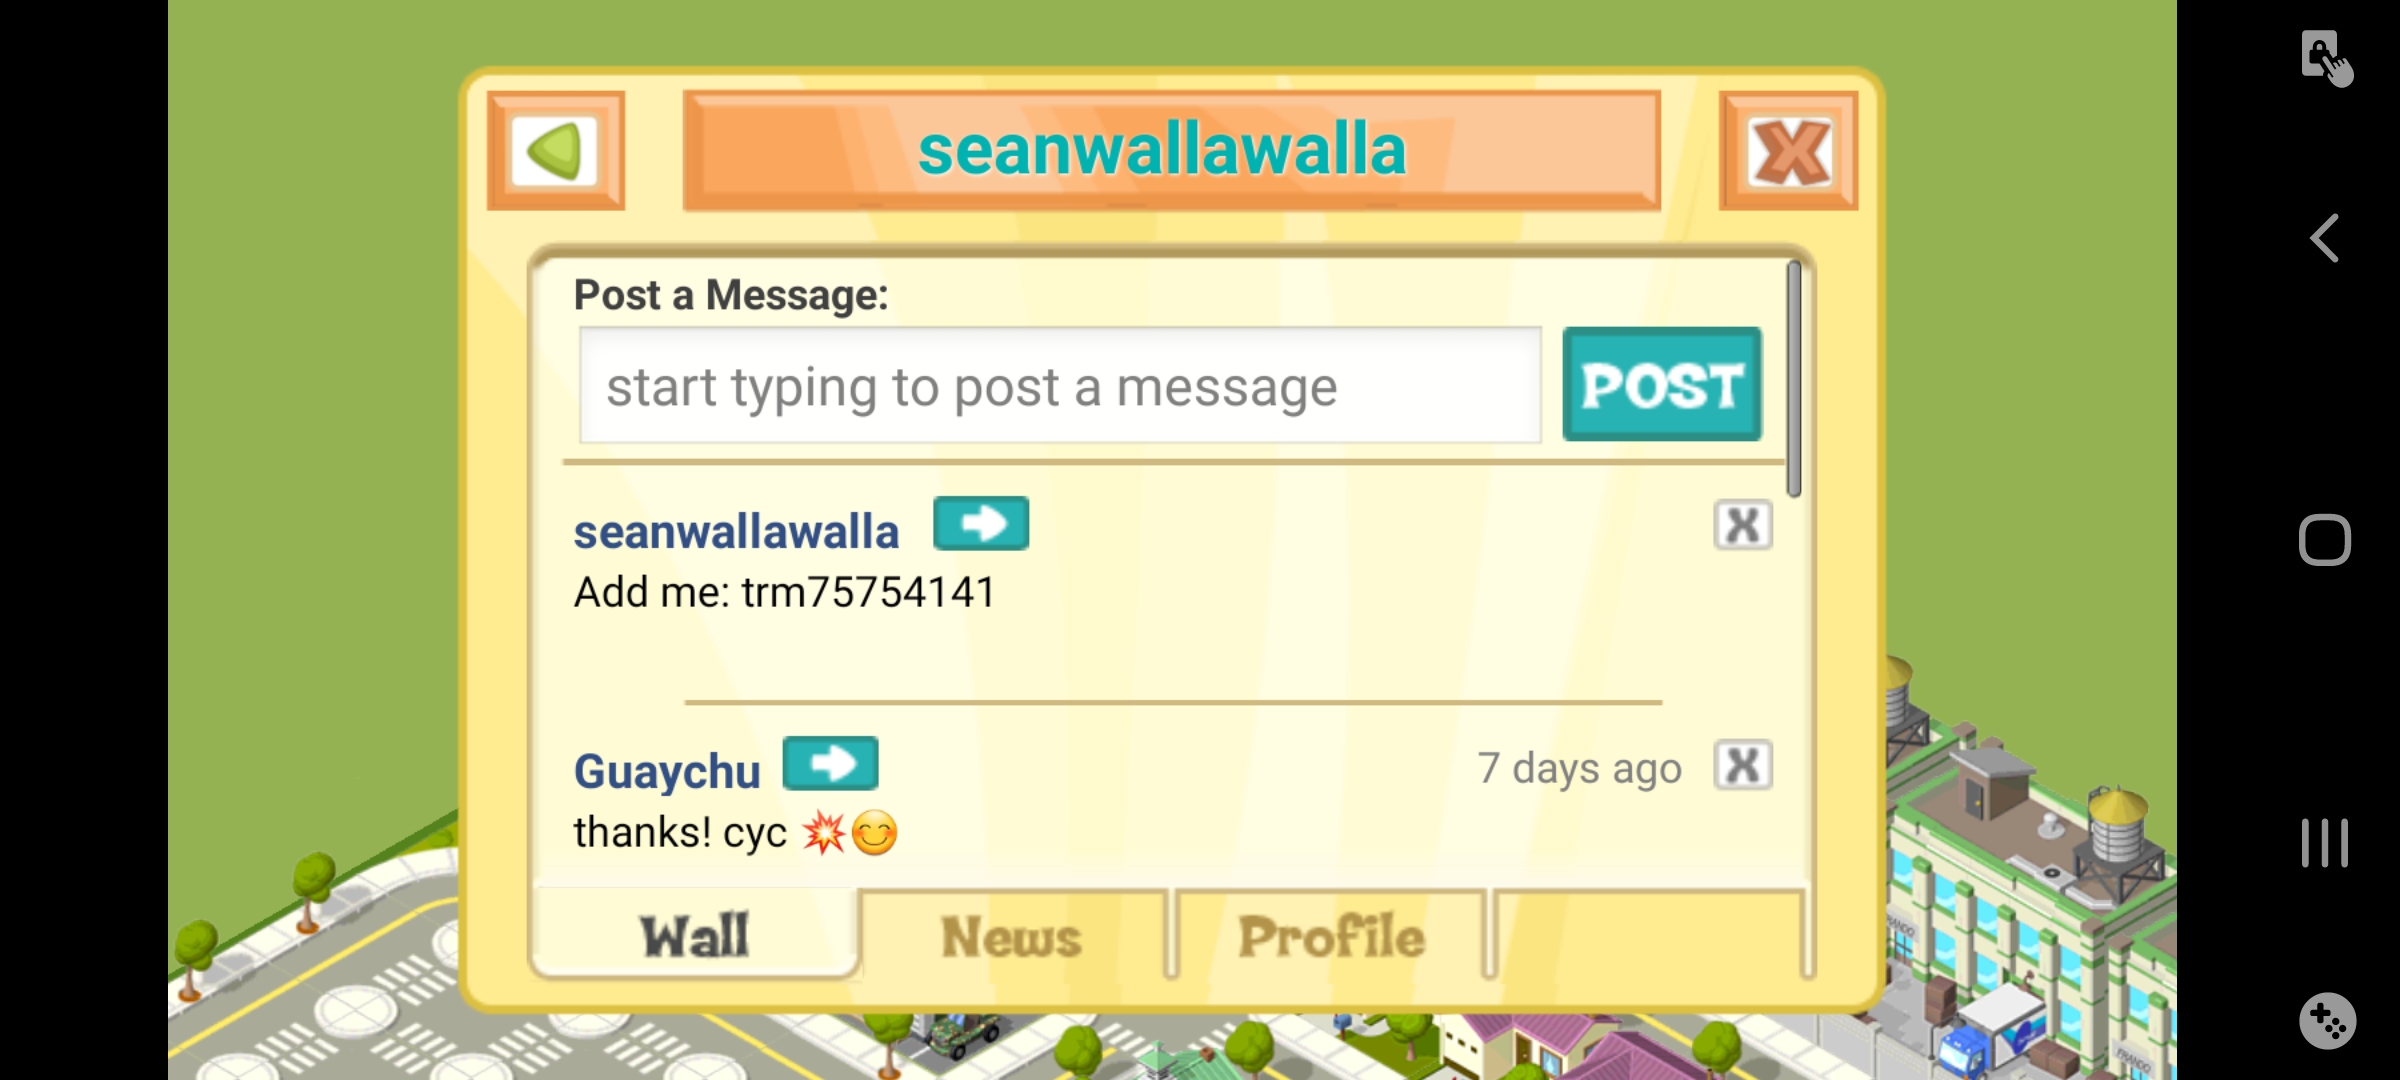 seanwallawalla
Post a Message:
start typing to post a message
POST
seanwallawalla
X
Add me: trm75754141
Guaychu
7 days ago
X
thanks! cyc 💥😊
Wall
News
Profile
FRANDO